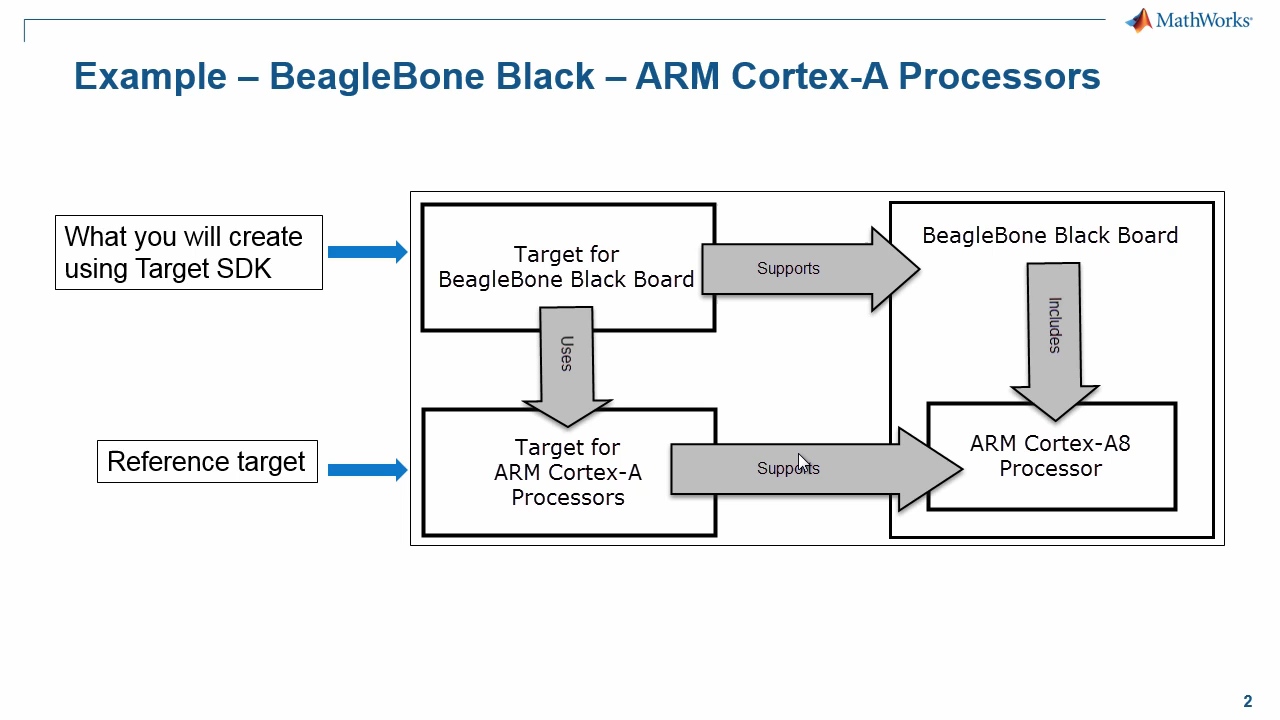 MathWorks®
Example – BeagleBone Black – ARM Cortex-A Processors
What you will create
using Target SDK
Target for
BeagleBone Black Board
Supports
BeagleBone Black Board
Uses
Includes
Reference target
Target for
ARM Cortex-A
Processors
Supports
ARM Cortex-A8
Processor
2